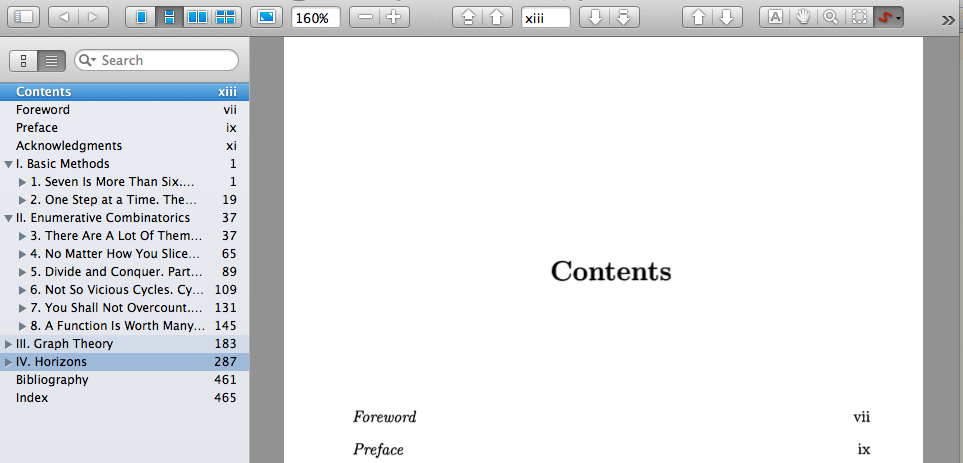 160% xiii
Search
Contents xiii
Foreword vii
Preface ix
Acknowledgments xi
I. Basic Methods 1
1. Seven Is More Than Six.... 1
2. One Step at a Time. The... 19
II. Enumerative Combinatorics 37
3. There Are A Lot Of Them... 37
4. No Matter How You Slice... 65
5. Divide and Conquer. Part... 89
6. Not So Vicious Cycles. Cy... 109
7. You Shall Not Overcount.... 131
8. A Function Is Worth Many... 145
III. Graph Theory 183
IV. Horizons 287
Bibliography 461
Index 465
Contents
Foreword vii
Preface ix